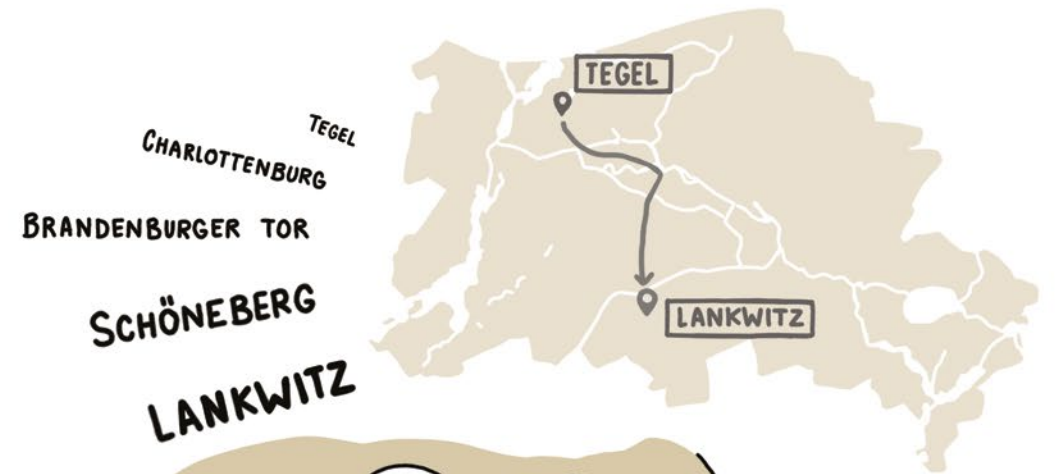 TEGEL
CHARLOTTENBURG
BRANDENBURGER TOR
SCHÖNEBERG
LANKWITZ
TEGEL
LANKWITZ